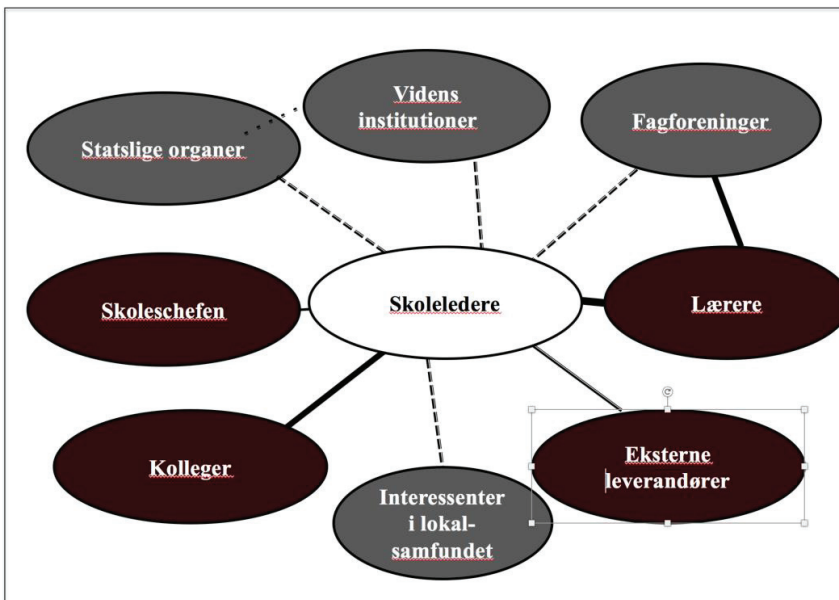 Videns
institutioner
Fagforeninger
Statslige organer
Skoleschefen
Skoleledere
Lærere
Kolleger
Eksterne
leverandører
Interessenter
i lokal-
samfundet